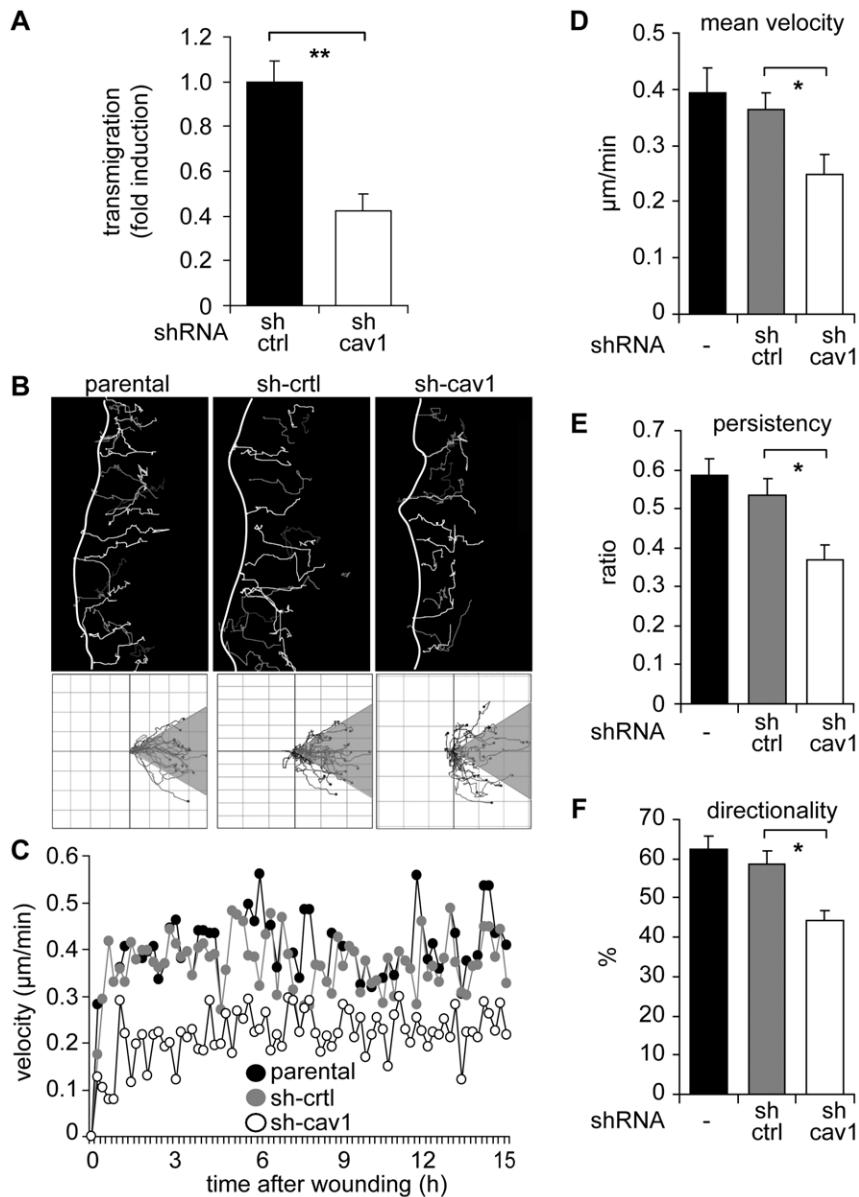 A
transmigration
(fold induction)
1.2
1.0
0.8
0.6
0.4
0.2
0
**
shRNA
sh
ctrl
sh
cav1
B
parental
sh-crtl
sh-cav1
C
velocity (µm/min)
0.6
0.5
0.4
0.3
0.2
0.1
0
parental
sh-crtl
sh-cav1
0
3
6
9
12
15
time after wounding (h)
D
mean velocity
µm/min
0.5
0.4
0.3
0.2
0.1
0
*
shRNA
-
sh
ctrl
sh
cav1
E
persistency
ratio
0.7
0.6
0.5
0.4
0.3
0.2
0.1
0
*
shRNA
-
sh
ctrl
sh
cav1
F
directionality
%
70
60
50
40
30
20
10
0
*
shRNA
-
sh
ctrl
sh
cav1